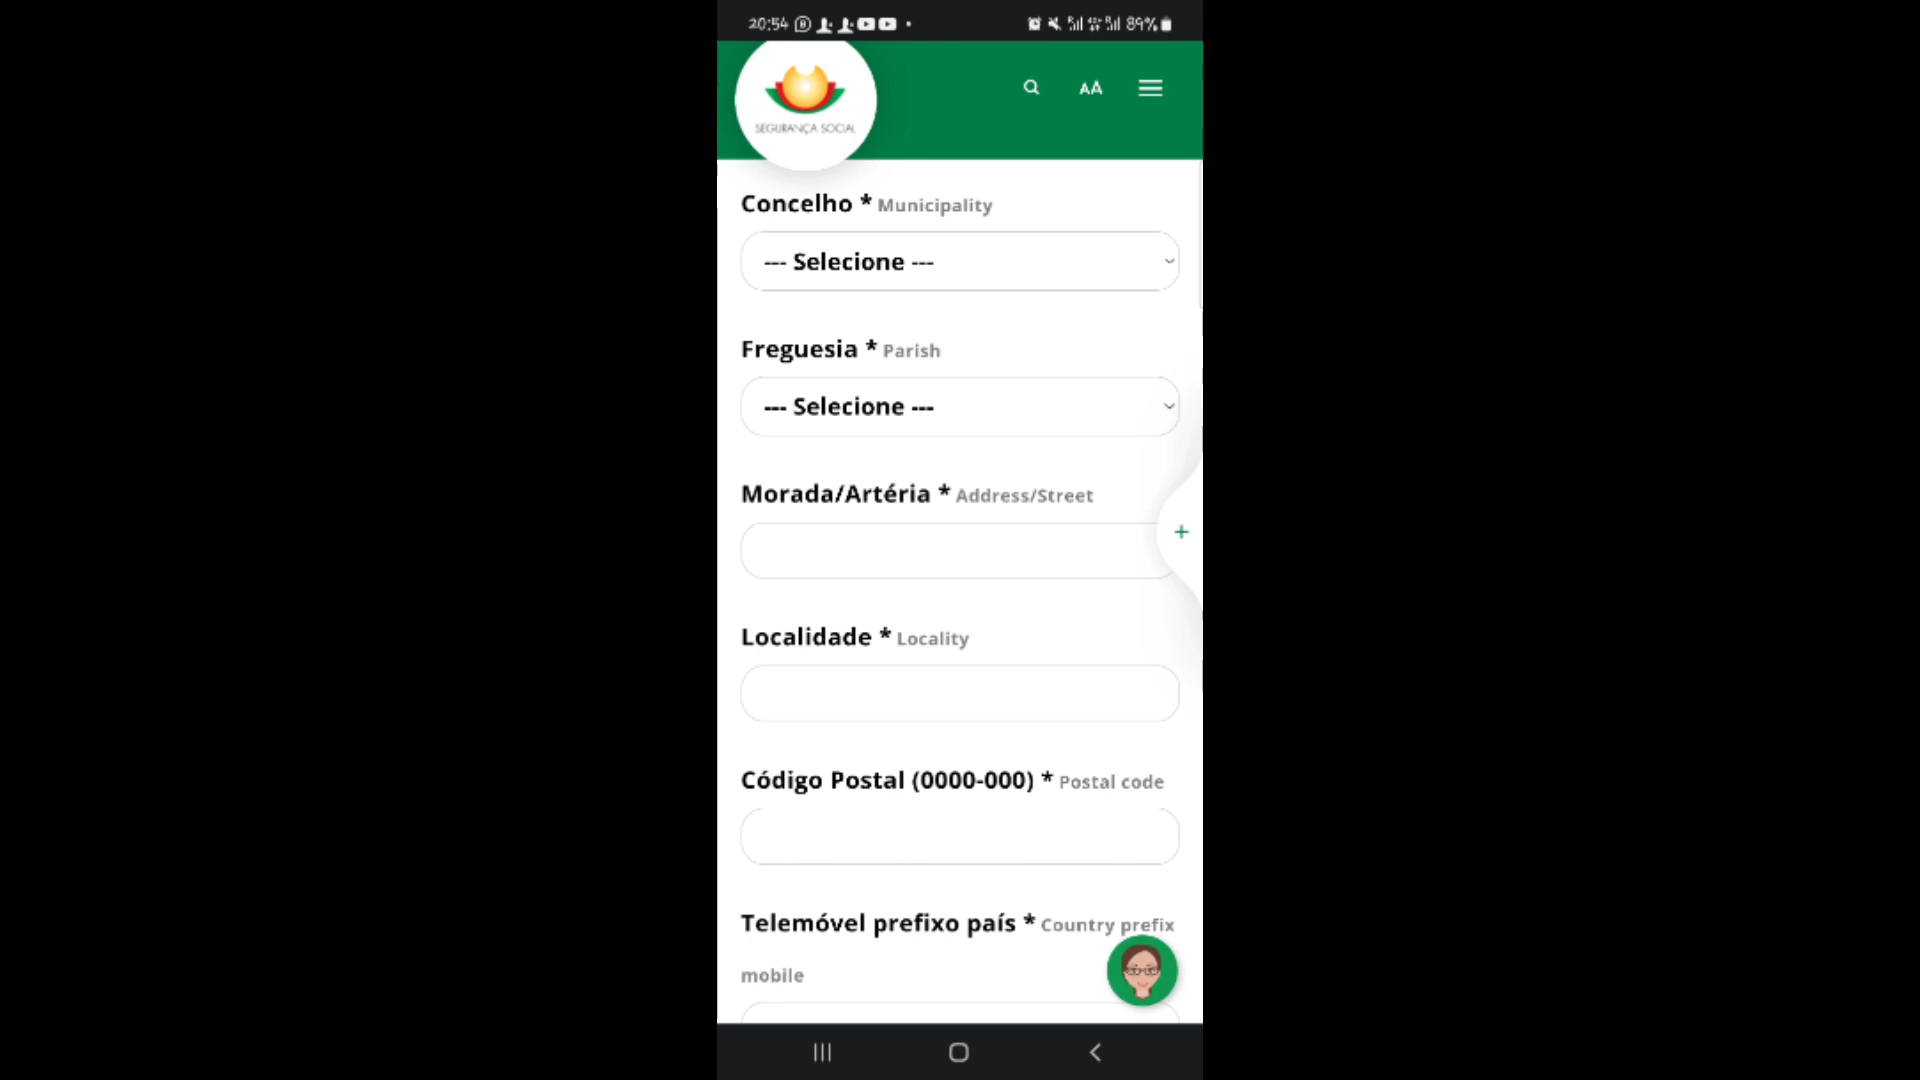 20:54
89%
SEGURANÇA SOCIAL
AA
Concelho * Municipality
--- Selecione ---
Freguesia * Parish
--- Selecione ---
Morada/Artéria * Address/Street
+
Localidade * Locality
Código Postal (0000-000) * Postal code
Telemóvel prefixo país * Country prefix
mobile